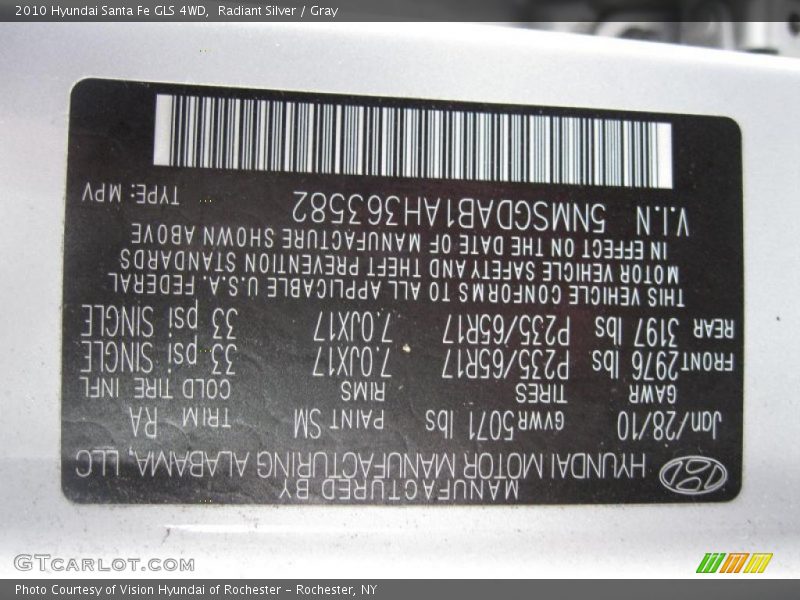 2010 Hyundai Santa Fe GLS 4WD, Radiant Silver / Gray
MANUFACTURED BY
HYUNDAI MOTOR MANUFACTURING ALABAMA, LLC
Jan/28/10 GVWR 5071 lbs PAINT SM TRIM RA
GAWR TIRES RIMS COLD TIRE INFL
FRONT 2976 lbs P235/65R17 7.0JX17 33 psi SINGLE
REAR 3197 lbs P235/65R17 7.0JX17 33 psi SINGLE
THIS VEHICLE CONFORMS TO ALL APPLICABLE U.S.A. FEDERAL
MOTOR VEHICLE SAFETY AND THEFT PREVENTION STANDARDS
IN EFFECT ON THE DATE OF MANUFACTURE SHOWN ABOVE
V.I.N 5NMSGDAB1AH363582 TYPE: MPV
GTCARLOT.COM
Photo Courtesy of Vision Hyundai of Rochester - Rochester, NY